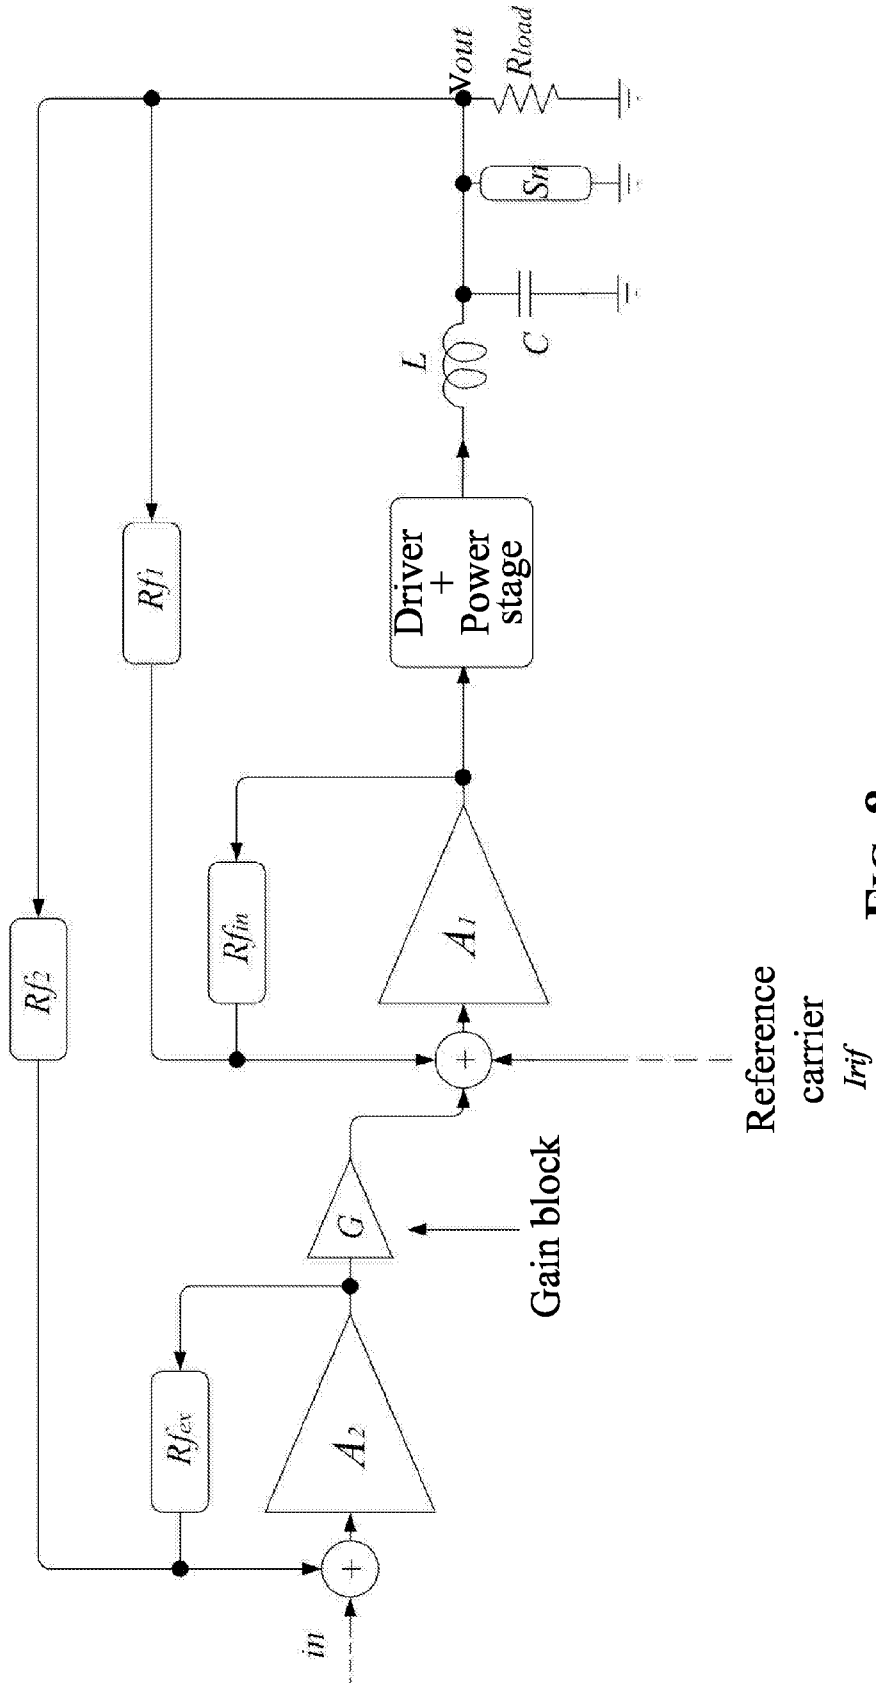 in
Rf2
Rfex
A2
G
Gain block
Rf1
Rfin
A1
Reference
carrier
Irif
Driver
+
Power
stage
L
C
Sn
Vout
Rload
+
+